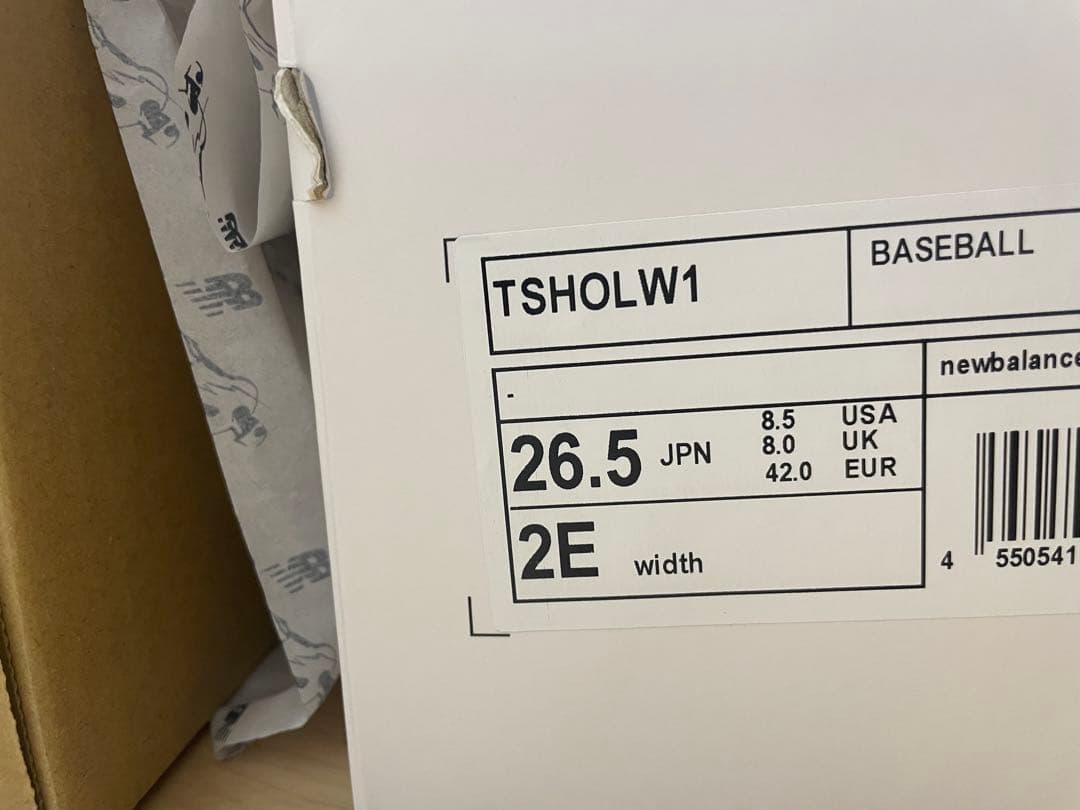 TSHOLW1
BASEBALL
-
newbalance
26.5 JPN
8.5 USA
8.0 UK
42.0 EUR
2E width
4 550541